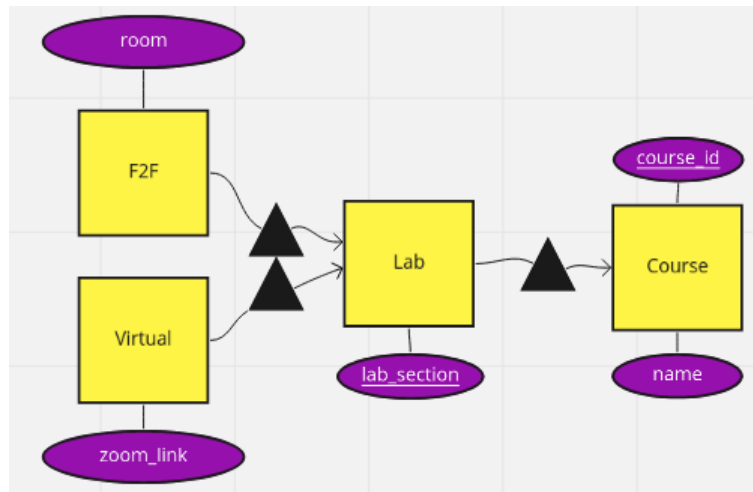 room
F2F
course_id
Lab
Course
Virtual
lab_section
name
zoom_link